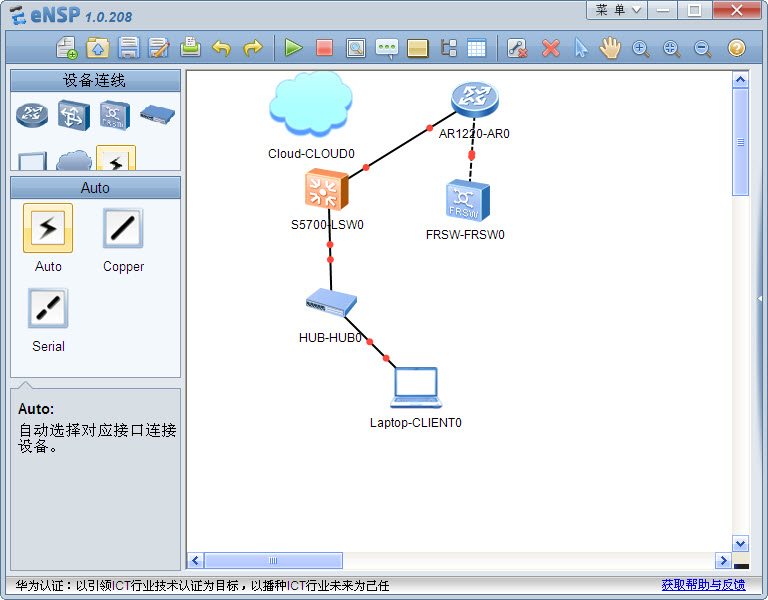 eNSP 1.0.208
菜 单
设备连线
FRSW
Auto
Auto
Copper
Serial
Auto:
自动选择对应接口连接
设备。
Cloud-CLOUD0
AR1220-AR0
S5700-LSW0
FRSW
FRSW-FRSW0
HUB-HUB0
Laptop-CLIENT0
华为认证：以引领ICT行业技术认证为目标，以播种ICT行业未来为己任
获取帮助与反馈